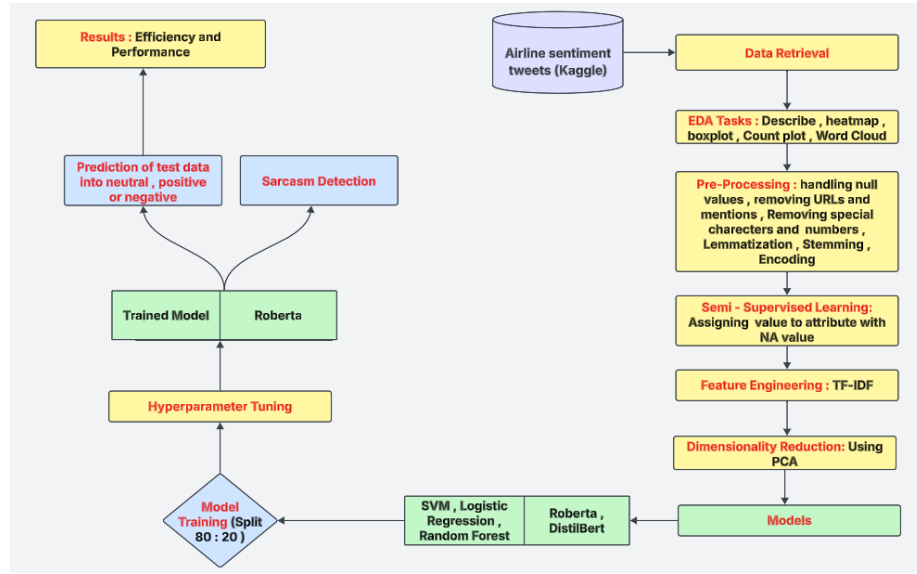 Results : Efficiency and
Performance
Airline sentiment
tweets (Kaggle)
Data Retrieval
EDA Tasks : Describe , heatmap ,
boxplot , Count plot , Word Cloud
Prediction of test data
into neutral , positive
or negative
Sarcasm Detection
Pre-Processing : handling null
values , removing URLs and
mentions , Removing special
charecters and numbers ,
Lemmatization , Stemming ,
Encoding
Trained Model
Roberta
Semi - Supervised Learning:
Assigning value to attribute with
NA value
Feature Engineering : TF-IDF
Hyperparameter Tuning
Dimensionality Reduction: Using
PCA
Model
Training (Split
80 : 20 )
SVM , Logistic
Regression ,
Random Forest
Roberta ,
DistilBert
Models